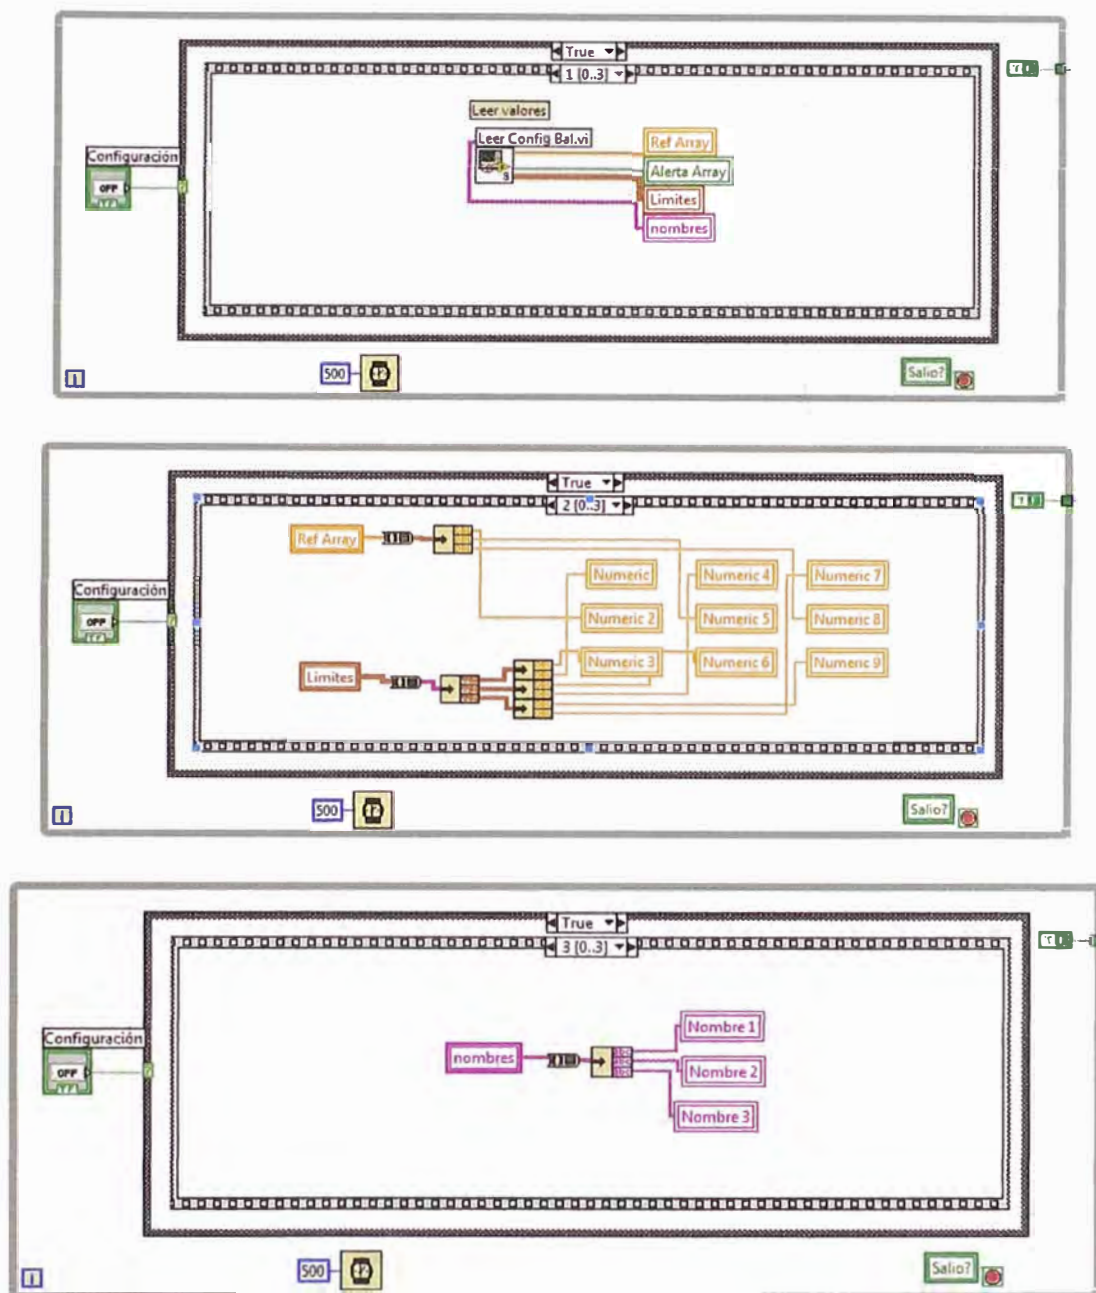 True
1 [0..3]
Leer valores
Leer Config Bal.vi
Ref Array
Alerta Array
Limites
nombres
Configuración
OFF
TF
500
Salio?
i
True
2 [0..3]
Ref Array
Numeric
Numeric 4
Numeric 7
Configuración
OFF
TF
Numeric 2
Numeric 5
Numeric 8
Limites
Numeric 3
Numeric 6
Numeric 9
500
Salio?
i
True
3 [0..3]
Configuración
OFF
TF
nombres
Nombre 1
Nombre 2
Nombre 3
500
Salio?
i